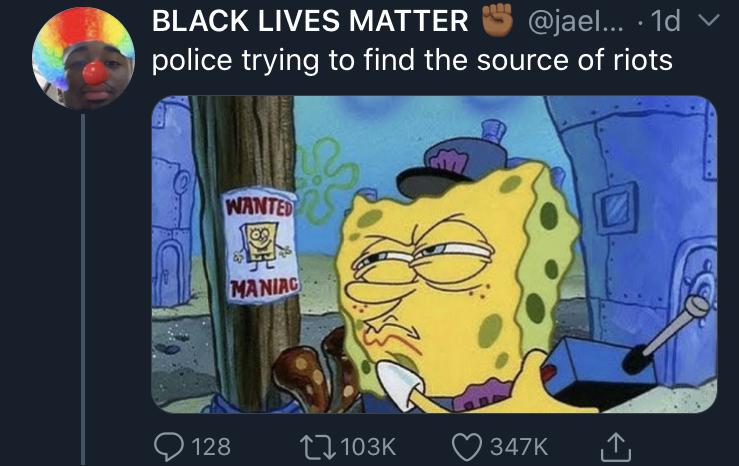 BLACK LIVES MATTER ✊🏾 @jael... · 1d
police trying to find the source of riots
WANTED
MANIAC
128 103K 347K